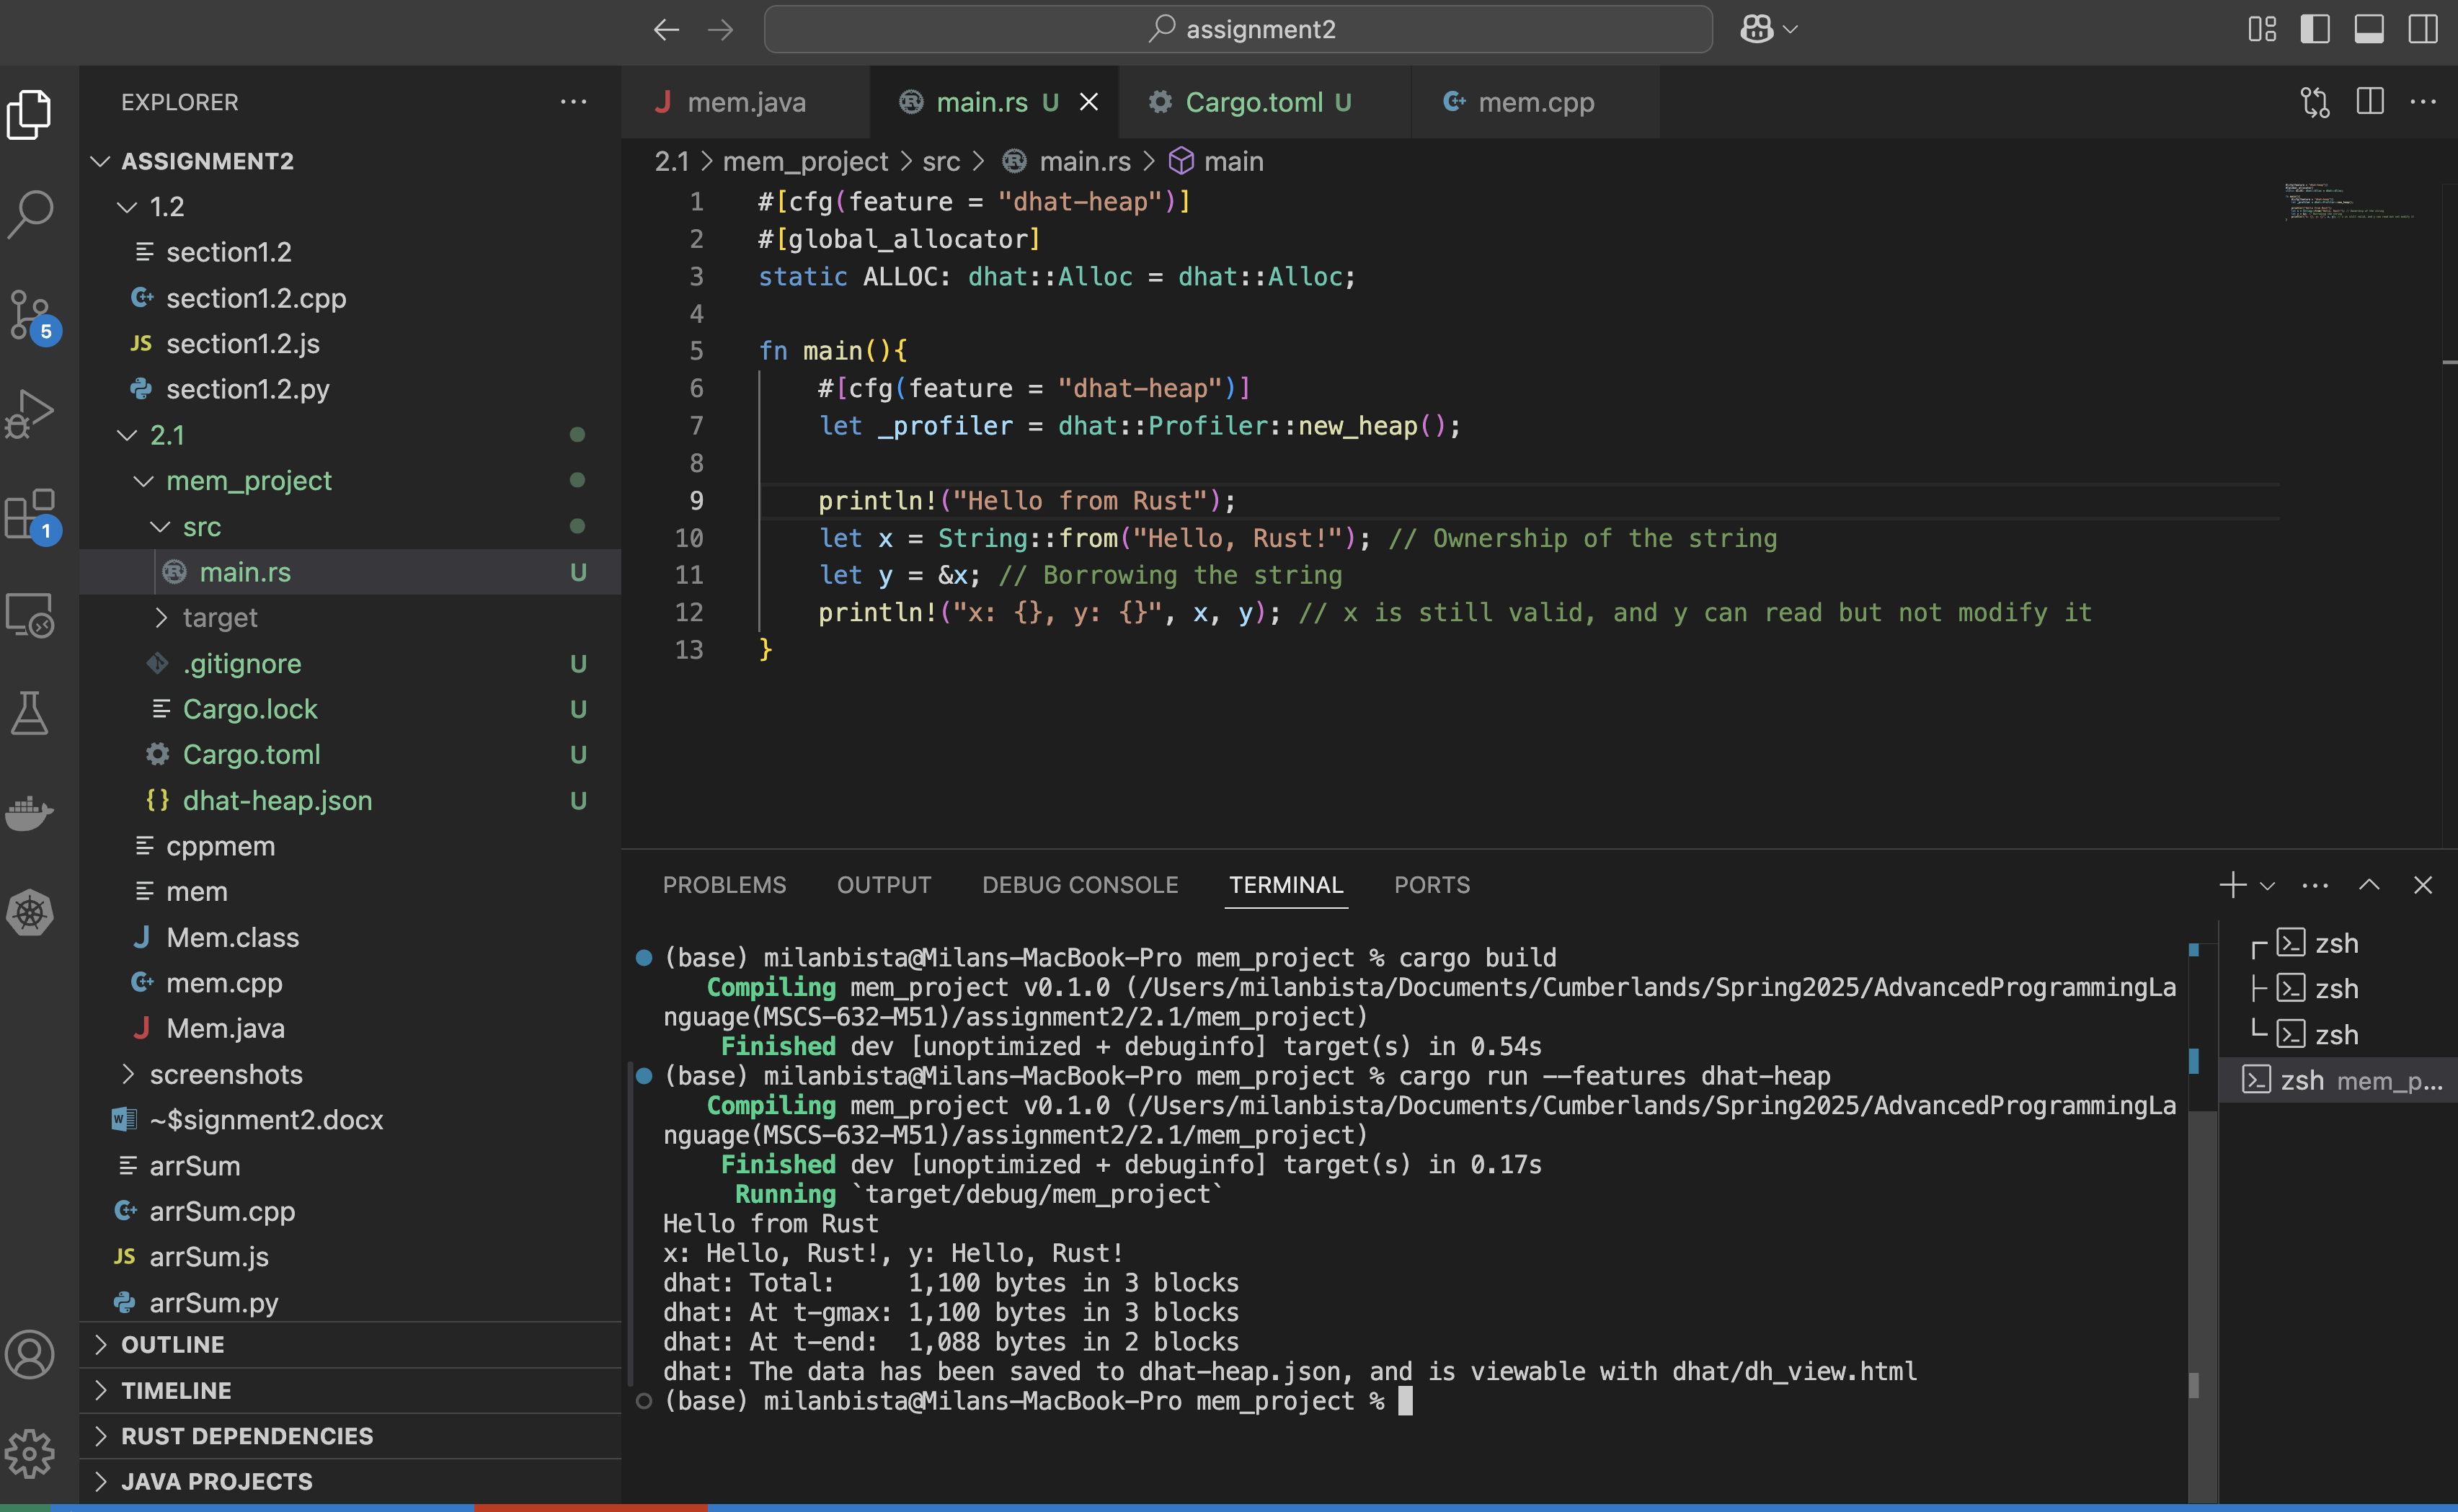 assignment2
EXPLORER
ASSIGNMENT2
1.2
section1.2
section1.2.cpp
JS section1.2.js
section1.2.py
2.1
mem_project
src
main.rs U
target
.gitignore U
Cargo.lock U
Cargo.toml U
{} dhat-heap.json U
cppmem
mem
J Mem.class
mem.cpp
J Mem.java
screenshots
~$signment2.docx
arrSum
arrSum.cpp
JS arrSum.js
arrSum.py
OUTLINE
TIMELINE
RUST DEPENDENCIES
JAVA PROJECTS
5
1
J mem.java
main.rs U
Cargo.toml U
mem.cpp
2.1 > mem_project > src > main.rs > main
1 #[cfg(feature = "dhat-heap")]
2 #[global_allocator]
3 static ALLOC: dhat::Alloc = dhat::Alloc;
4
5 fn main(){
6 #[cfg(feature = "dhat-heap")]
7 let _profiler = dhat::Profiler::new_heap();
8
9 println!("Hello from Rust");
10 let x = String::from("Hello, Rust!"); // Ownership of the string
11 let y = &x; // Borrowing the string
12 println!("x: {}, y: {}", x, y); // x is still valid, and y can read but not modify it
13 }
PROBLEMS OUTPUT DEBUG CONSOLE TERMINAL PORTS
(base) milanbista@Milans-MacBook-Pro mem_project % cargo build
Compiling mem_project v0.1.0 (/Users/milanbista/Documents/Cumberlands/Spring2025/AdvancedProgrammingLa
nguage(MSCS-632-M51)/assignment2/2.1/mem_project)
Finished dev [unoptimized + debuginfo] target(s) in 0.54s
(base) milanbista@Milans-MacBook-Pro mem_project % cargo run --features dhat-heap
Compiling mem_project v0.1.0 (/Users/milanbista/Documents/Cumberlands/Spring2025/AdvancedProgrammingLa
nguage(MSCS-632-M51)/assignment2/2.1/mem_project)
Finished dev [unoptimized + debuginfo] target(s) in 0.17s
Running `target/debug/mem_project`
Hello from Rust
x: Hello, Rust!, y: Hello, Rust!
dhat: Total: 1,100 bytes in 3 blocks
dhat: At t-gmax: 1,100 bytes in 3 blocks
dhat: At t-end: 1,088 bytes in 2 blocks
dhat: The data has been saved to dhat-heap.json, and is viewable with dhat/dh_view.html
(base) milanbista@Milans-MacBook-Pro mem_project %
zsh
zsh
zsh
zsh mem_p...